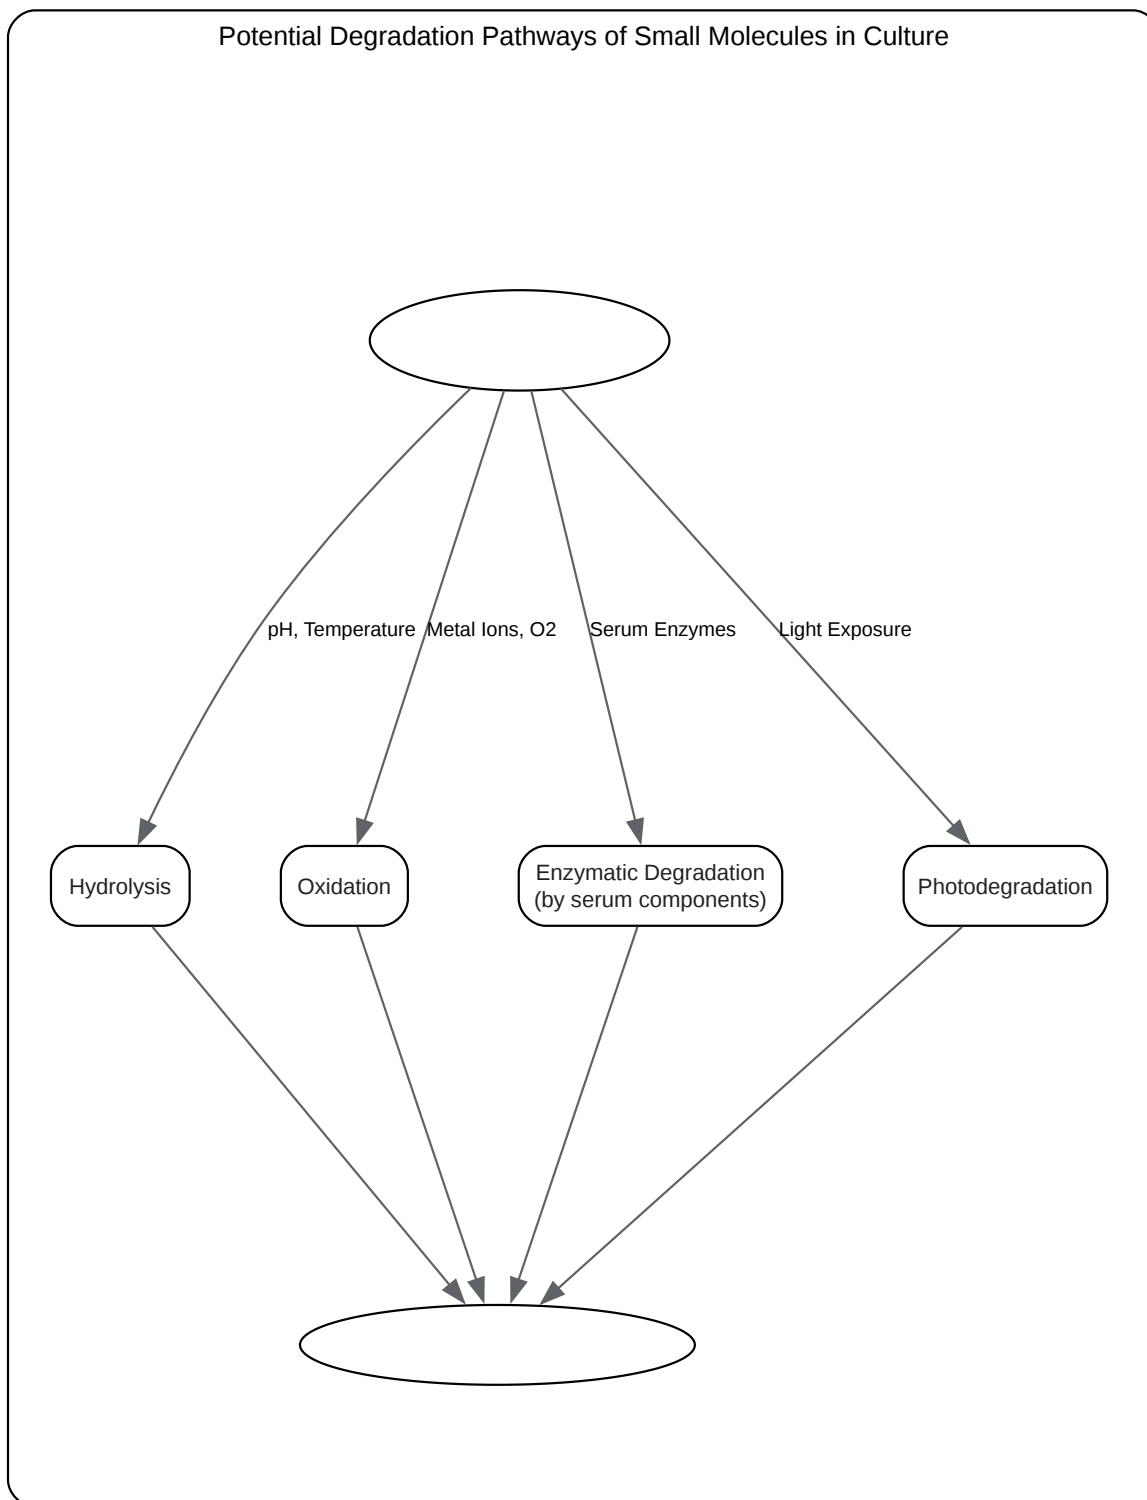 Potential Degradation Pathways of Small Molecules in Culture
pH, Temperature
Metal Ions, O2
Serum Enzymes
Light Exposure
Hydrolysis
Oxidation
Enzymatic Degradation
(by serum components)
Photodegradation